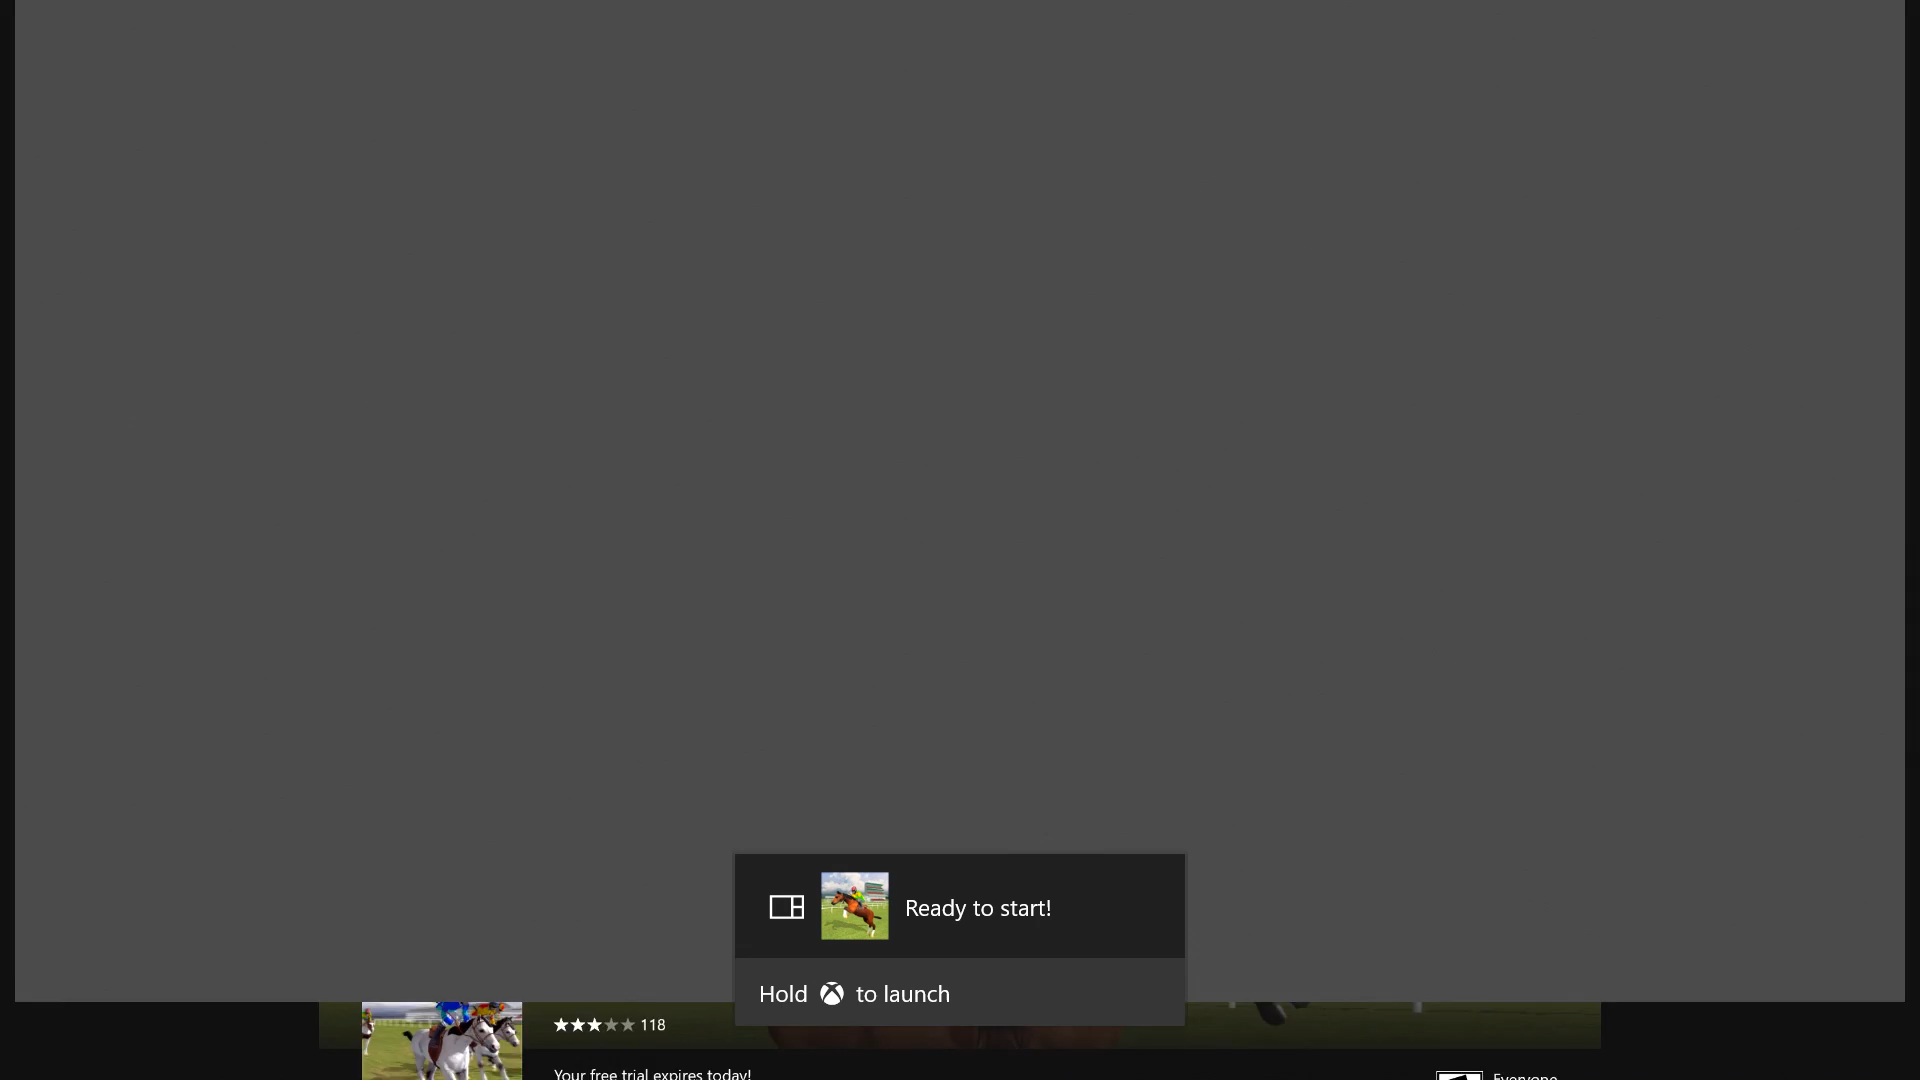 Ready to start!
Hold to launch
118
Your free trial expires today!
Everyone